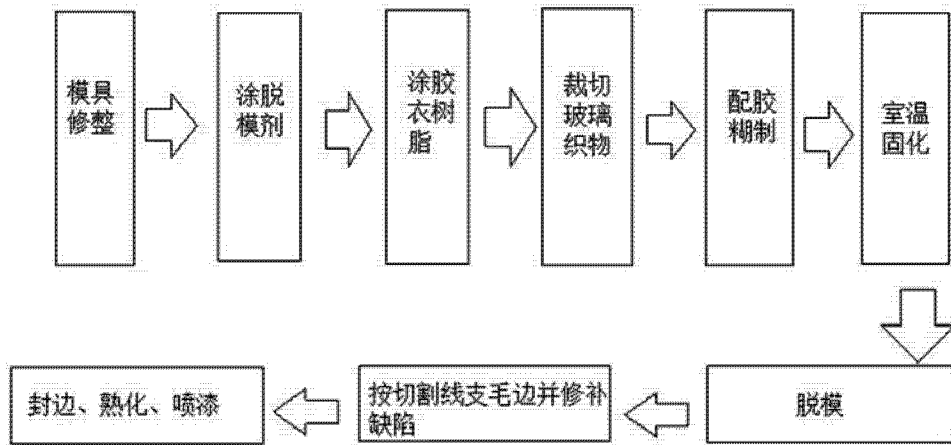 模具
修整
涂脱
模剂
涂胶
衣树
脂
裁切
玻璃
织物
配胶
糊制
室温
固化
脱模
按切割线支毛边并修补
缺陷
封边、熟化、喷漆